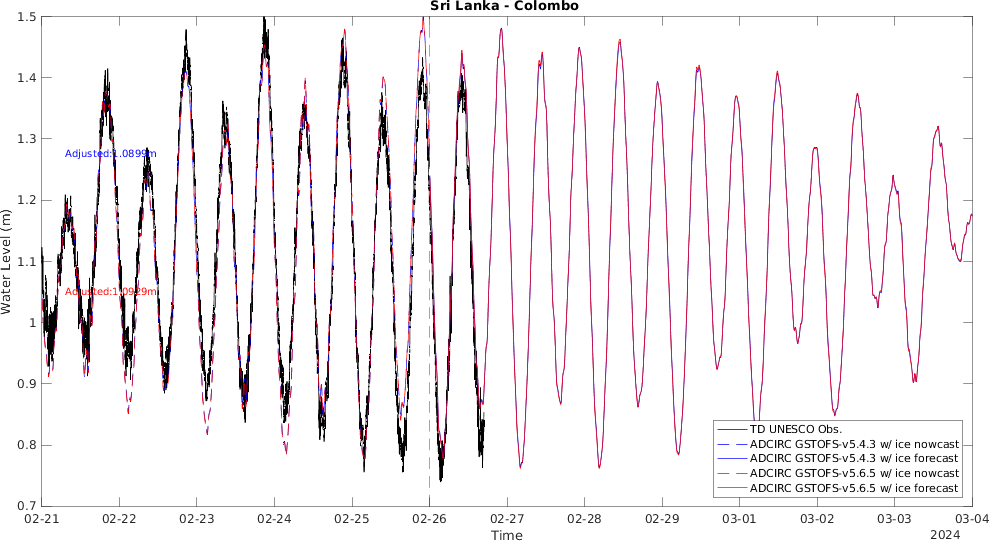 Sri Lanka - Colombo
Water Level (m)
1.5
1.4
1.3
1.2
1.1
1
0.9
0.8
0.7
Adjusted:1.0899m
Adjusted:1.0929m
TD UNESCO Obs.
ADCIRC GSTOFS-v5.4.3 w/ ice nowcast
ADCIRC GSTOFS-v5.4.3 w/ ice forecast
ADCIRC GSTOFS-v5.6.5 w/ ice nowcast
ADCIRC GSTOFS-v5.6.5 w/ ice forecast
02-21 02-22 02-23 02-24 02-25 02-26 02-27 02-28 02-29 03-01 03-02 03-03 03-04
Time
2024